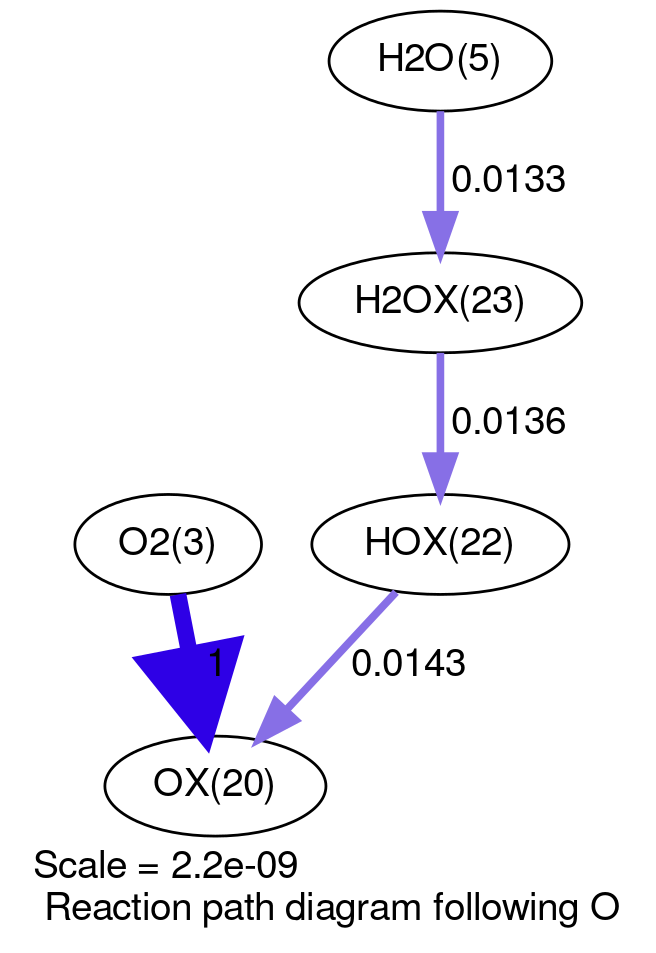 H2O(5)
0.0133
H2OX(23)
0.0136
O2(3)
HOX(22)
1
0.0143
OX(20)
Scale = 2.2e-09
Reaction path diagram following O